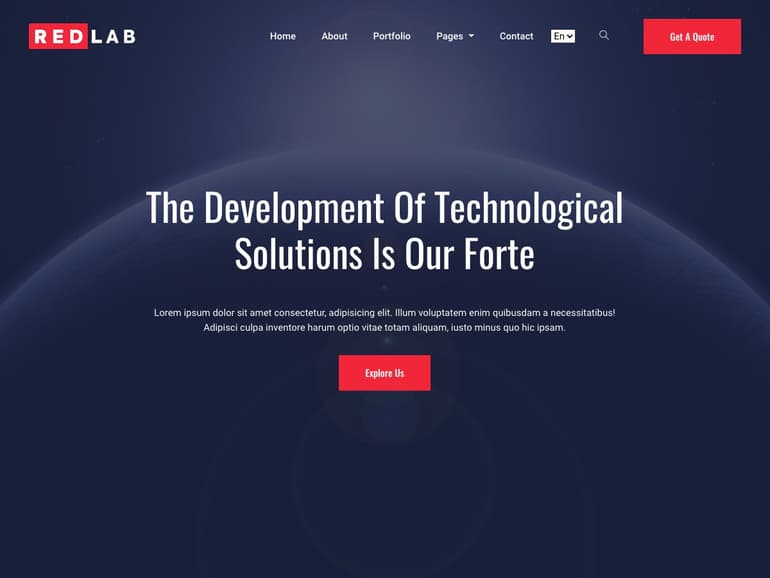 REDLAB
Home About Portfolio Pages Contact En Get A Quote
The Development Of Technological
Solutions Is Our Forte
Lorem ipsum dolor sit amet consectetur, adipisicing elit. Illum voluptatem enim quibusdam a necessitatibus!
Adipisci culpa inventore harum optio vitae totam aliquam, iusto minus quo hic ipsam.
Explore Us